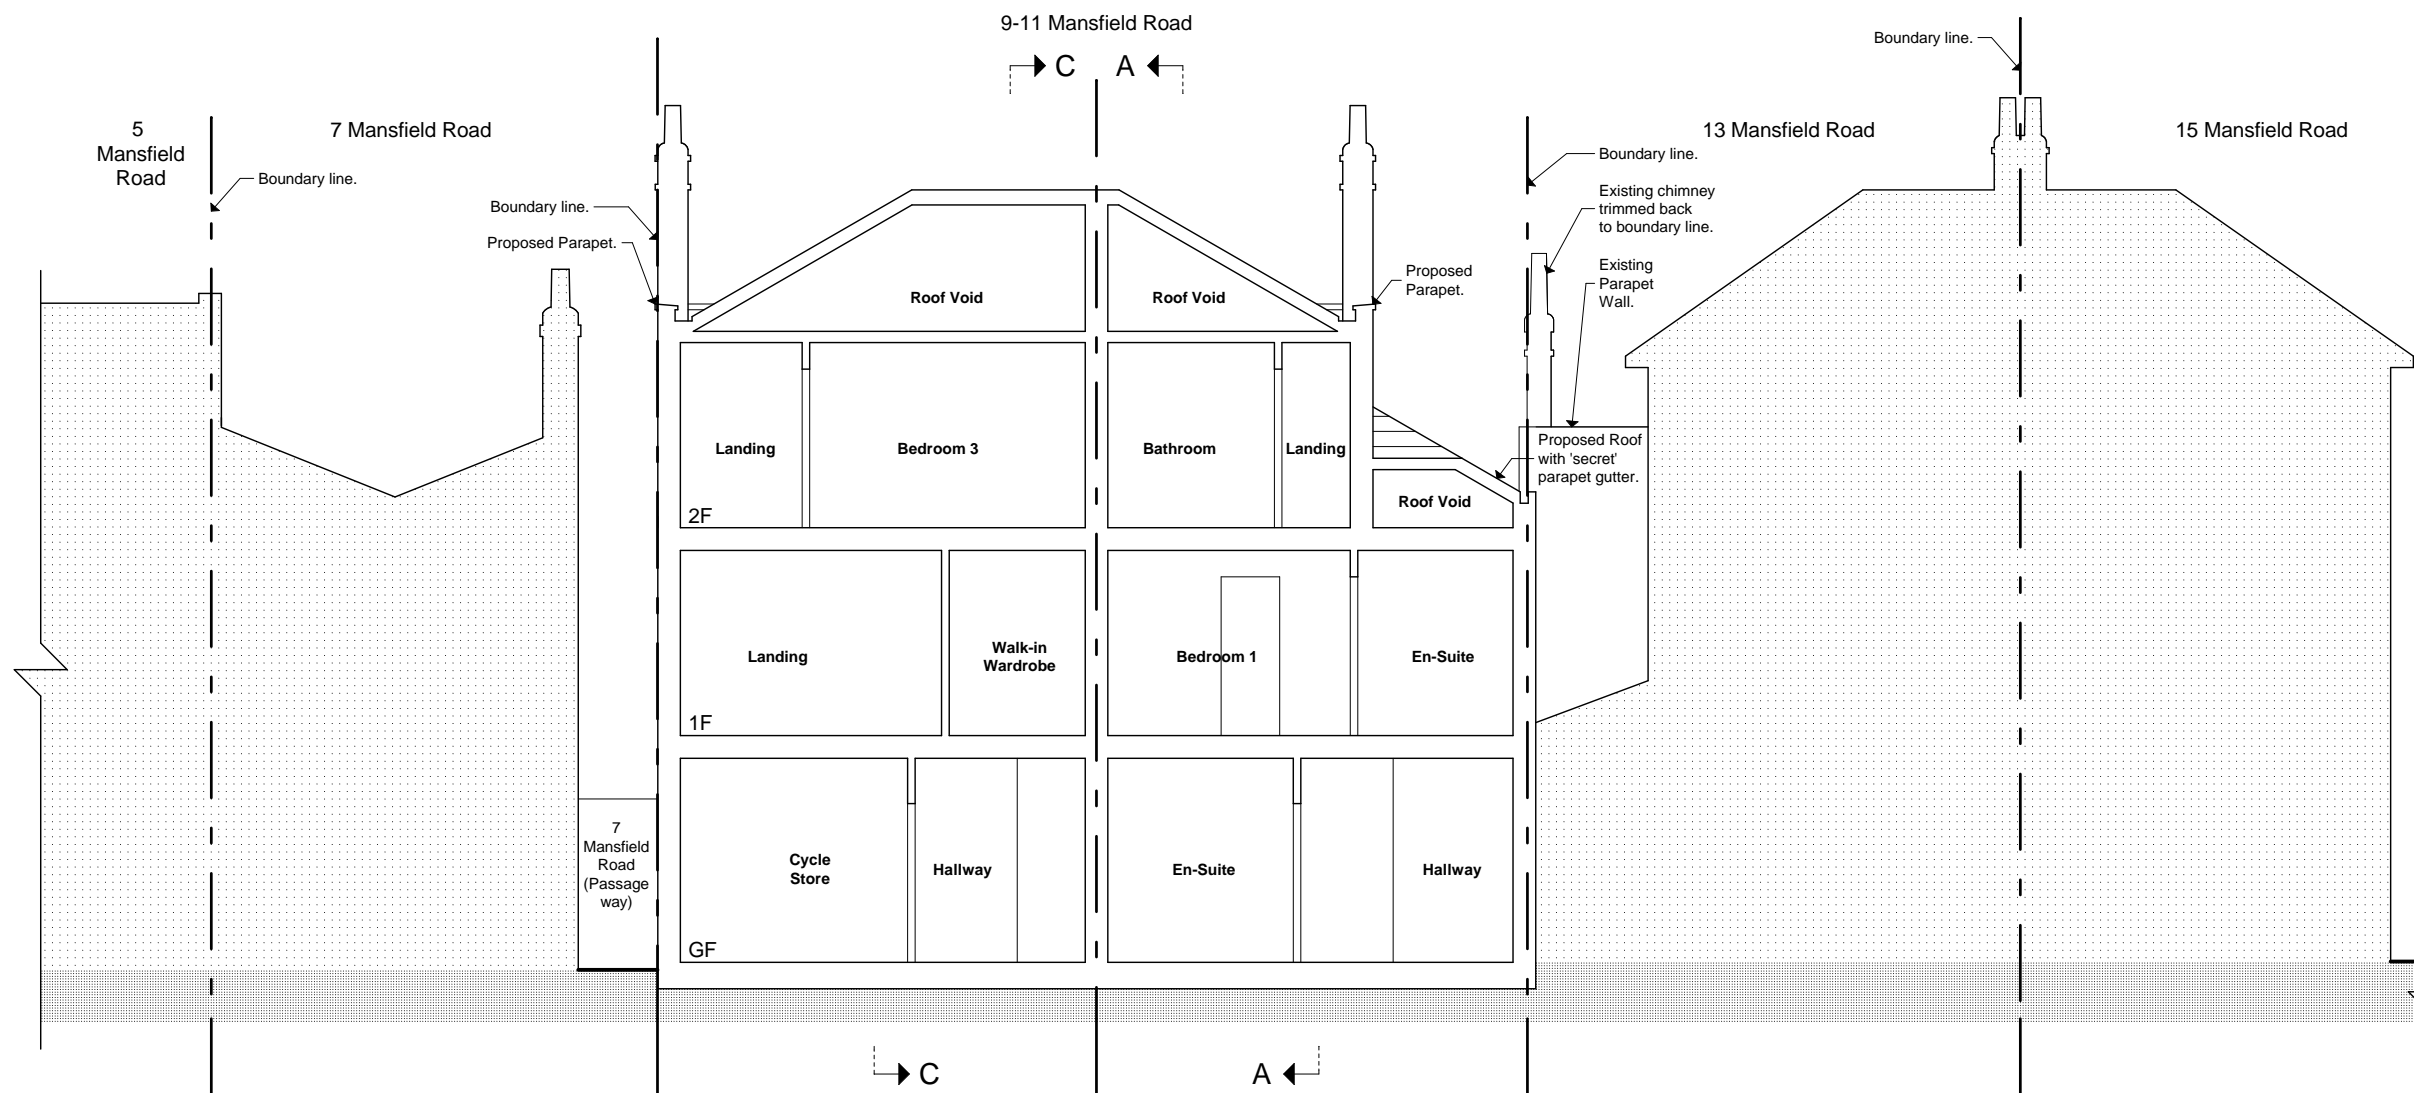 9-11 Mansfield Road
C
A
Boundary line.
5
Mansfield
Road
7 Mansfield Road
13 Mansfield Road
15 Mansfield Road
Boundary line.
Boundary line.
Boundary line.
Existing chimney
trimmed back
to boundary line.
Proposed Parapet.
Proposed
Parapet.
Existing
Parapet
Wall.
Roof Void
Roof Void
Landing
Bedroom 3
Bathroom
Landing
Proposed Roof
with 'secret'
parapet gutter.
Roof Void
2F
Landing
Walk-in
Wardrobe
Bedroom 1
En-Suite
1F
7
Mansfield
Road
(Passage
way)
Cycle
Store
Hallway
En-Suite
Hallway
GF
C
A